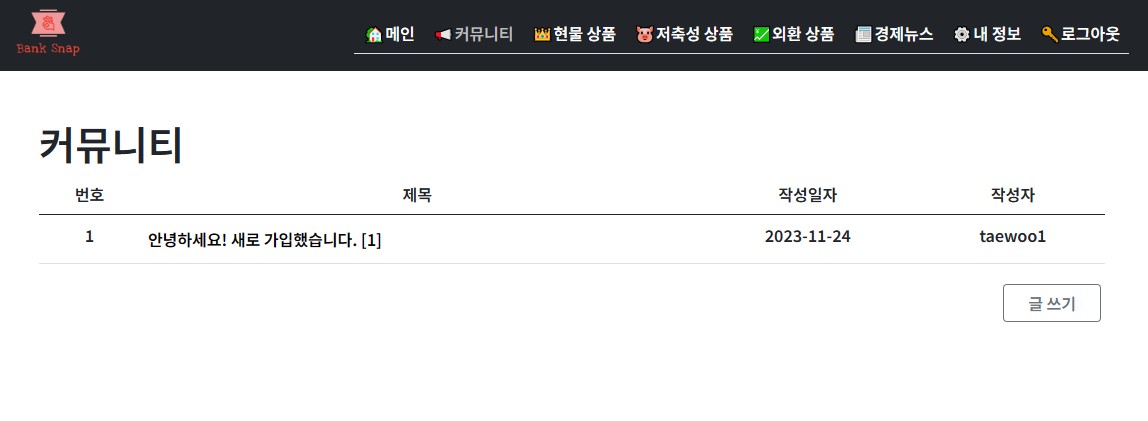 Bank Snap
메인 커뮤니티 현물 상품 저축성 상품 외환 상품 경제뉴스 내 정보 로그아웃
커뮤니티
번호 제목 작성일자 작성자
1 안녕하세요! 새로 가입했습니다. [1] 2023-11-24 taewoo1
글 쓰기